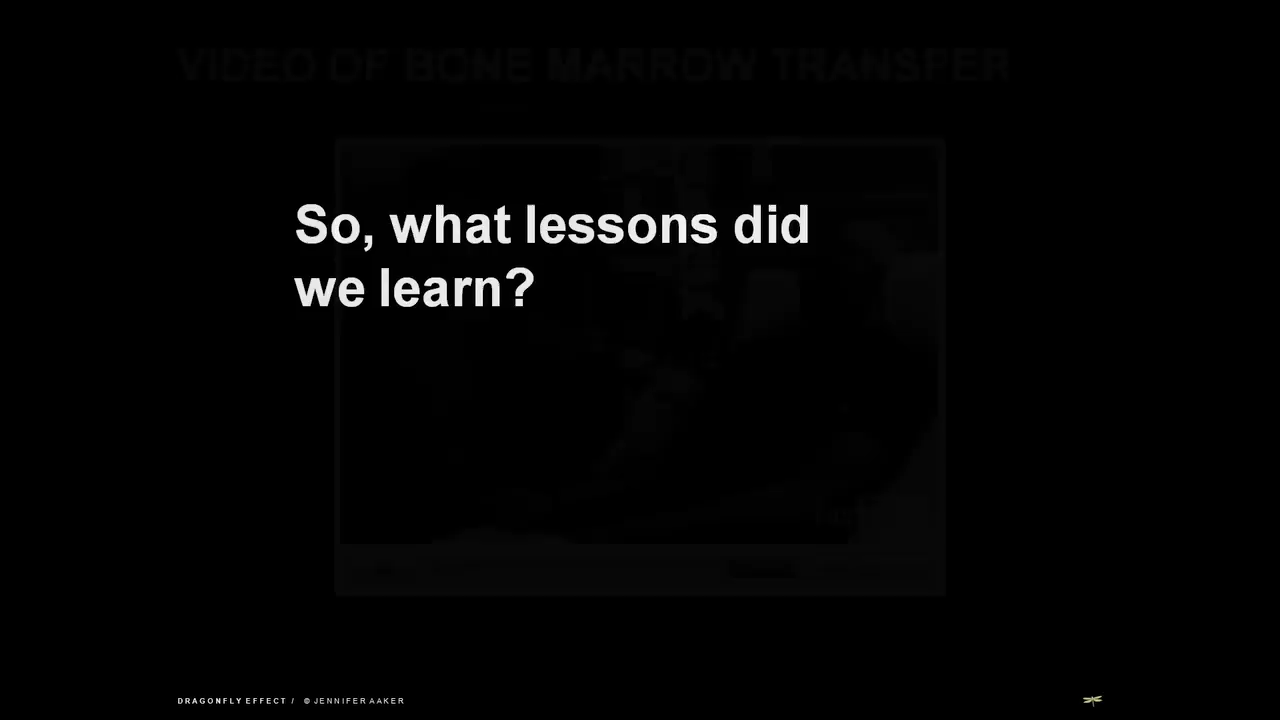 VIDEO OF BONE MARROW TRANSFER
So, what lessons did
we learn?
DRAGONFLY EFFECT / © JENNIFER AAKER